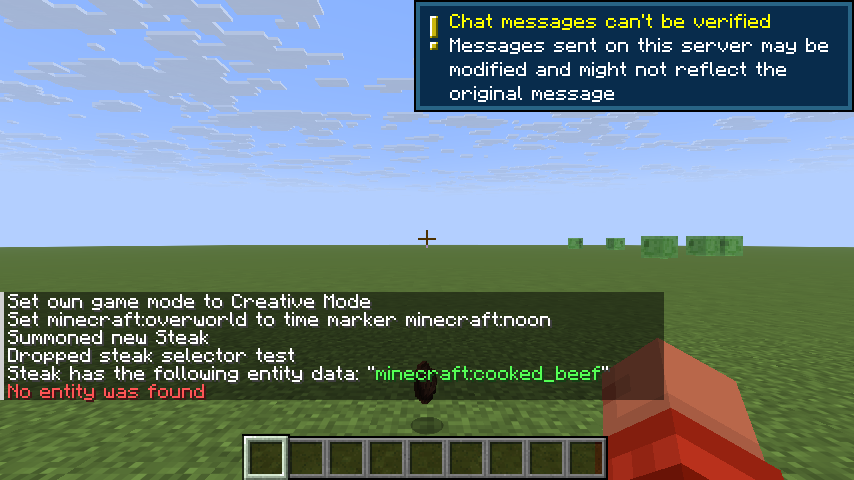 Chat messages can't be verified
Messages sent on this server may be
modified and might not reflect the
original message
Set own game mode to Creative Mode
Set minecraft:overworld to time marker minecraft:noon
Summoned new Steak
Dropped steak selector test
Steak has the following entity data: "minecraft:cooked_beef"
No entity was found